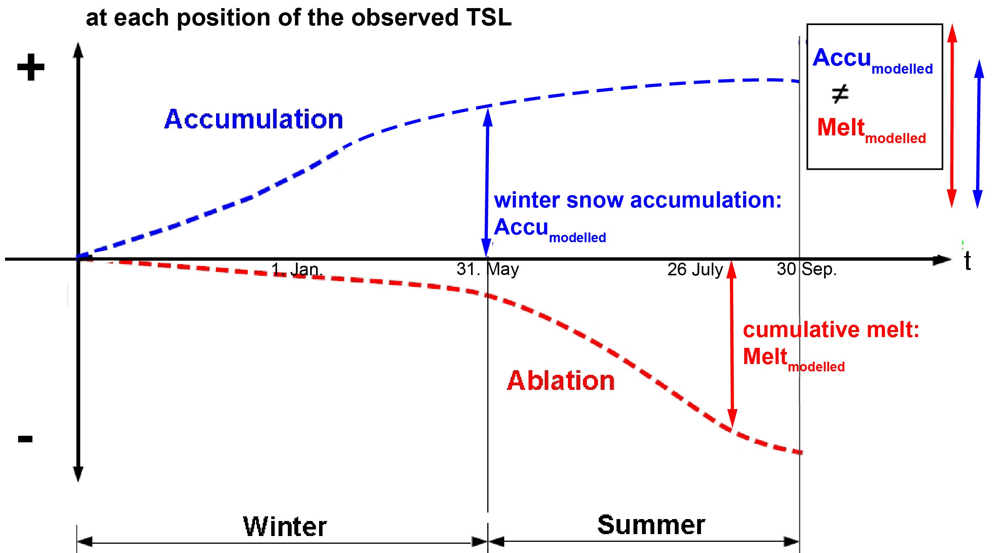 at each position of the observed TSL
+
Accu modelled
≠
Melt modelled
Accumulation
winter snow accumulation:
Accu modelled
t
1. Jan.
31. May
26 July
30 Sep.
cumulative melt:
Melt modelled
Ablation
-
Winter
Summer